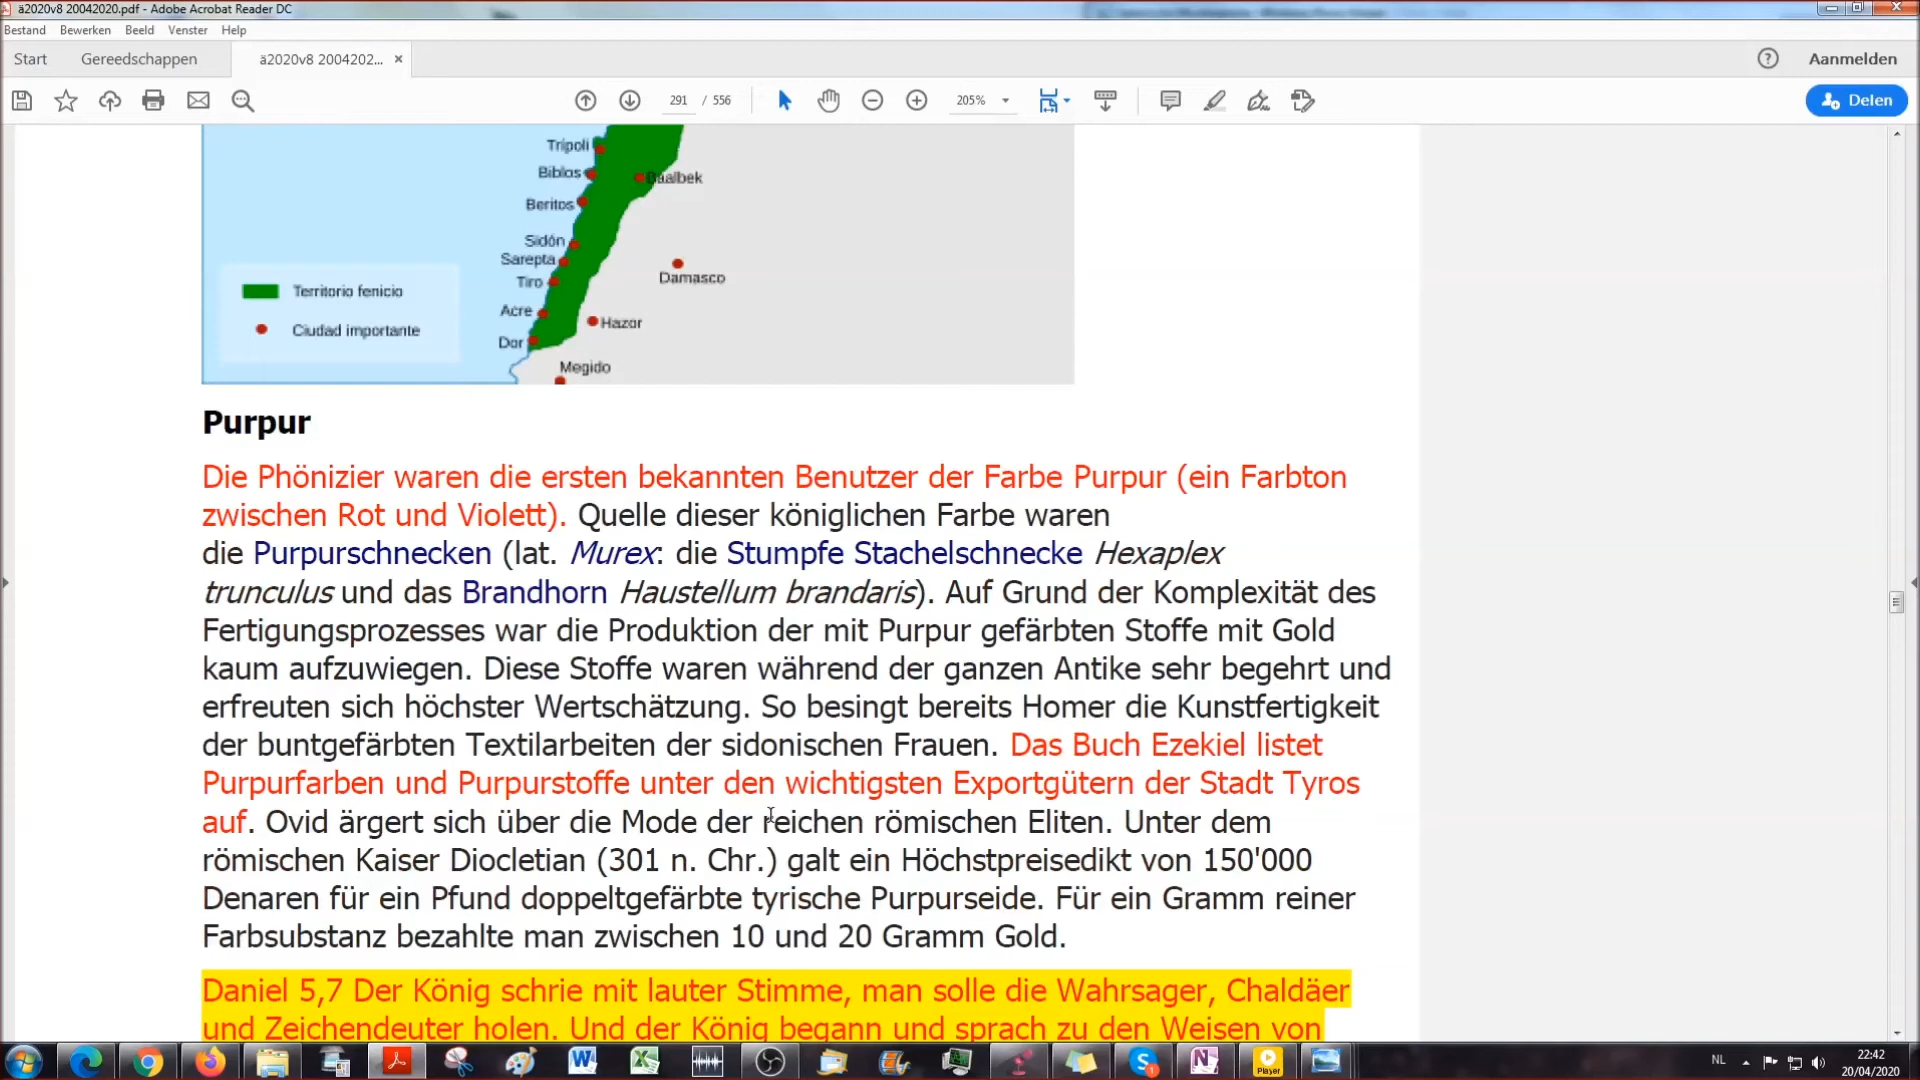 ä2020v8 20042020.pdf - Adobe Acrobat Reader DC
Bestand Bewerken Beeld Venster Help
Start Gereedschappen ä2020v8 2004202... × Aanmelden
291 / 556 205% Delen
Trípoli
Biblos
Baalbek
Beritos
Sidón
Sarepta
Damasco
Tiro
Territorio fenicio
Acre
Hazor
Ciudad importante
Dor
Megido
Purpur
Die Phönizier waren die ersten bekannten Benutzer der Farbe Purpur (ein Farbton
zwischen Rot und Violett). Quelle dieser königlichen Farbe waren
die Purpurschnecken (lat. Murex: die Stumpfe Stachelschnecke Hexaplex
trunculus und das Brandhorn Haustellum brandaris). Auf Grund der Komplexität des
Fertigungsprozesses war die Produktion der mit Purpur gefärbten Stoffe mit Gold
kaum aufzuwiegen. Diese Stoffe waren während der ganzen Antike sehr begehrt und
erfreuten sich höchster Wertschätzung. So besingt bereits Homer die Kunstfertigkeit
der buntgefärbten Textilarbeiten der sidonischen Frauen. Das Buch Ezekiel listet
Purpurfarben und Purpurstoffe unter den wichtigsten Exportgütern der Stadt Tyros
auf. Ovid ärgert sich über die Mode der reichen römischen Eliten. Unter dem
römischen Kaiser Diocletian (301 n. Chr.) galt ein Höchstpreisedikt von 150'000
Denaren für ein Pfund doppeltgefärbte tyrische Purpurseide. Für ein Gramm reiner
Farbsubstanz bezahlte man zwischen 10 und 20 Gramm Gold.
Daniel 5,7 Der König schrie mit lauter Stimme, man solle die Wahrsager, Chaldäer
und Zeichendeuter holen. Und der König begann und sprach zu den Weisen von
Player
NL
22:42
20/04/2020